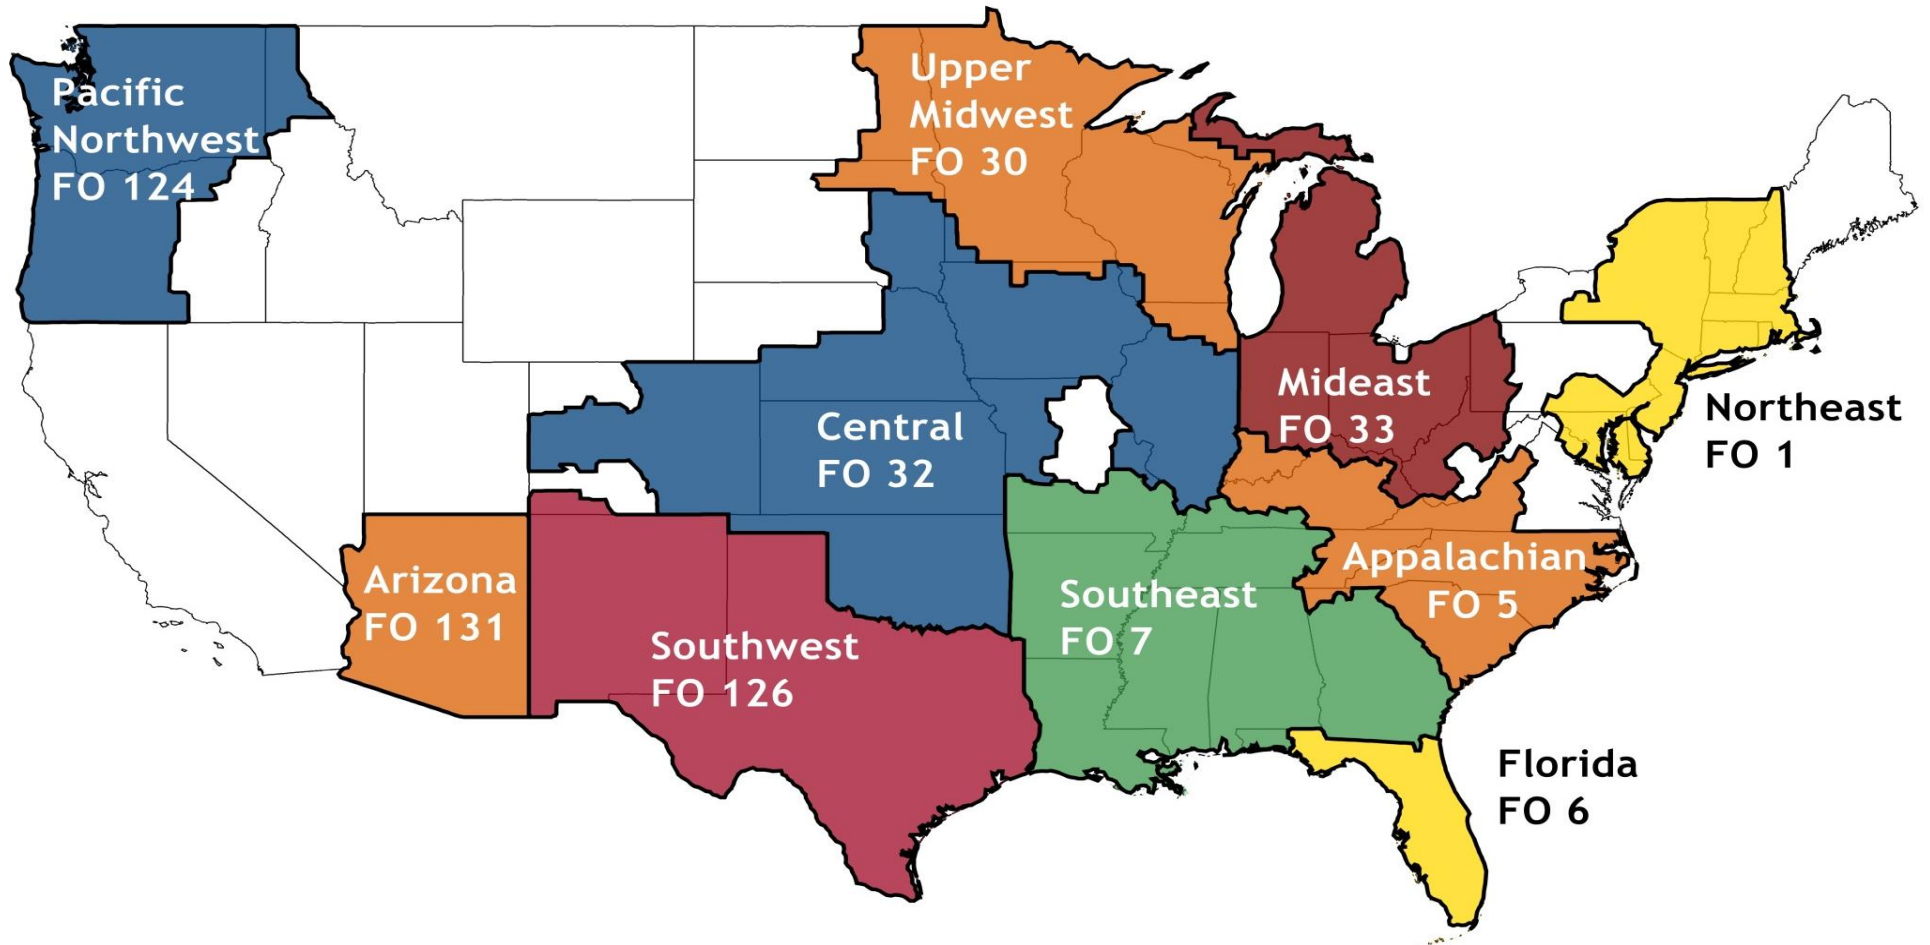 Pacific
Northwest
FO 124
Upper
Midwest
FO 30
Central
FO 32
Mideast
FO 33
Northeast
FO 1
Arizona
FO 131
Southwest
FO 126
Southeast
FO 7
Appalachian
FO 5
Florida
FO 6